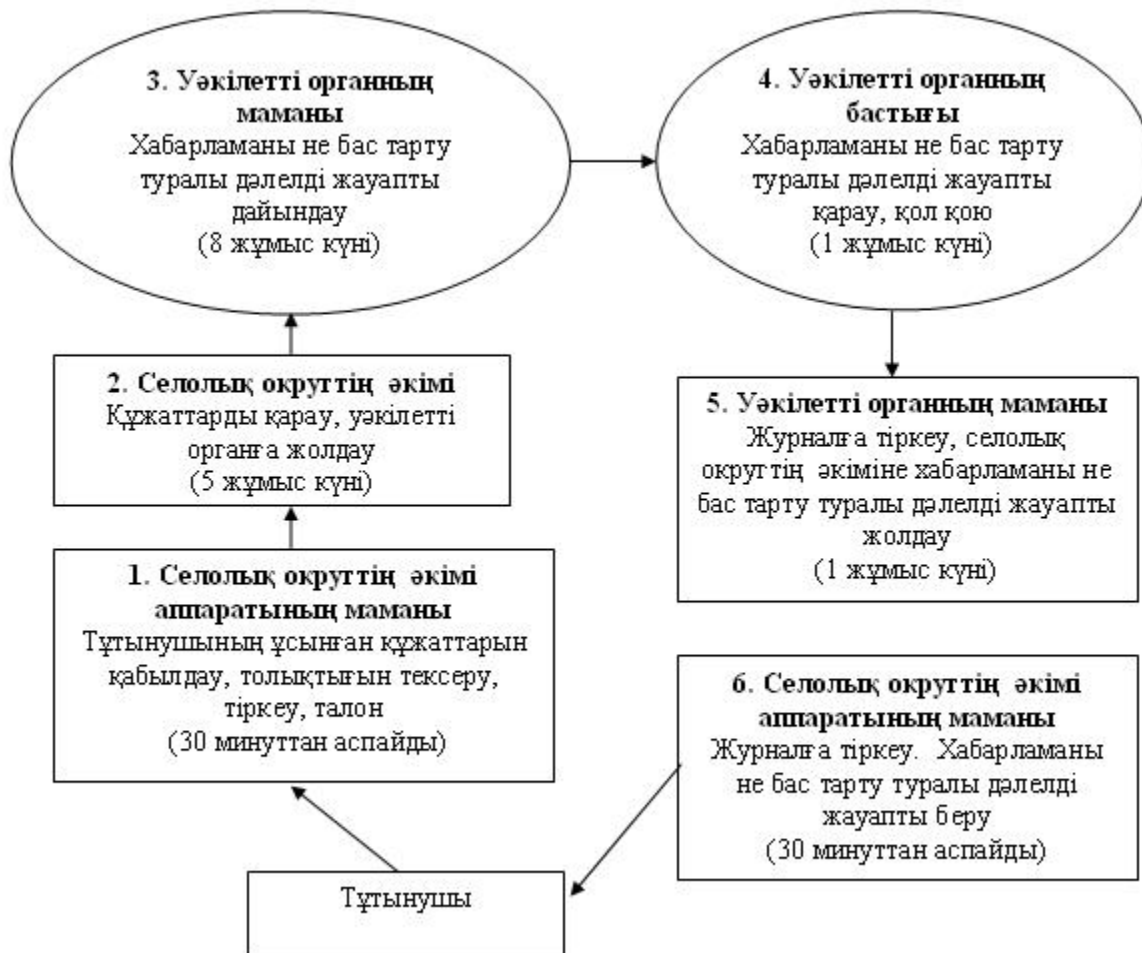 3. Уәкілетті органның
маманы
Хабарламаны не бас тарту
туралы дәлелді жауапты
дайындау
(8 жұмыс күні)
4. Уәкілетті органның
бастығы
Хабарламаны не бас тарту
туралы дәлелді жауапты
қарау, қол қою
(1 жұмыс күні)
2. Селолық округтің әкімі
Құжаттарды қарау, уәкілетті
органға жолдау
(5 жұмыс күні)
5. Уәкілетті органның маманы
Журналға тіркеу, селолық
округтің әкіміне хабарламаны не
бас тарту туралы дәлелді жауапты
жолдау
(1 жұмыс күні)
1. Селолық округтің әкімі
аппаратының маманы
Тұтынушының ұсынған құжаттарын
қабылдау, толықтығын тексеру,
тіркеу, талон
(30 минуттан аспайды)
6. Селолық округтің әкімі
аппаратының маманы
Журналға тіркеу. Хабарламаны
не бас тарту туралы дәлелді
жауапты беру
(30 минуттан аспайды)
Тұтынушы